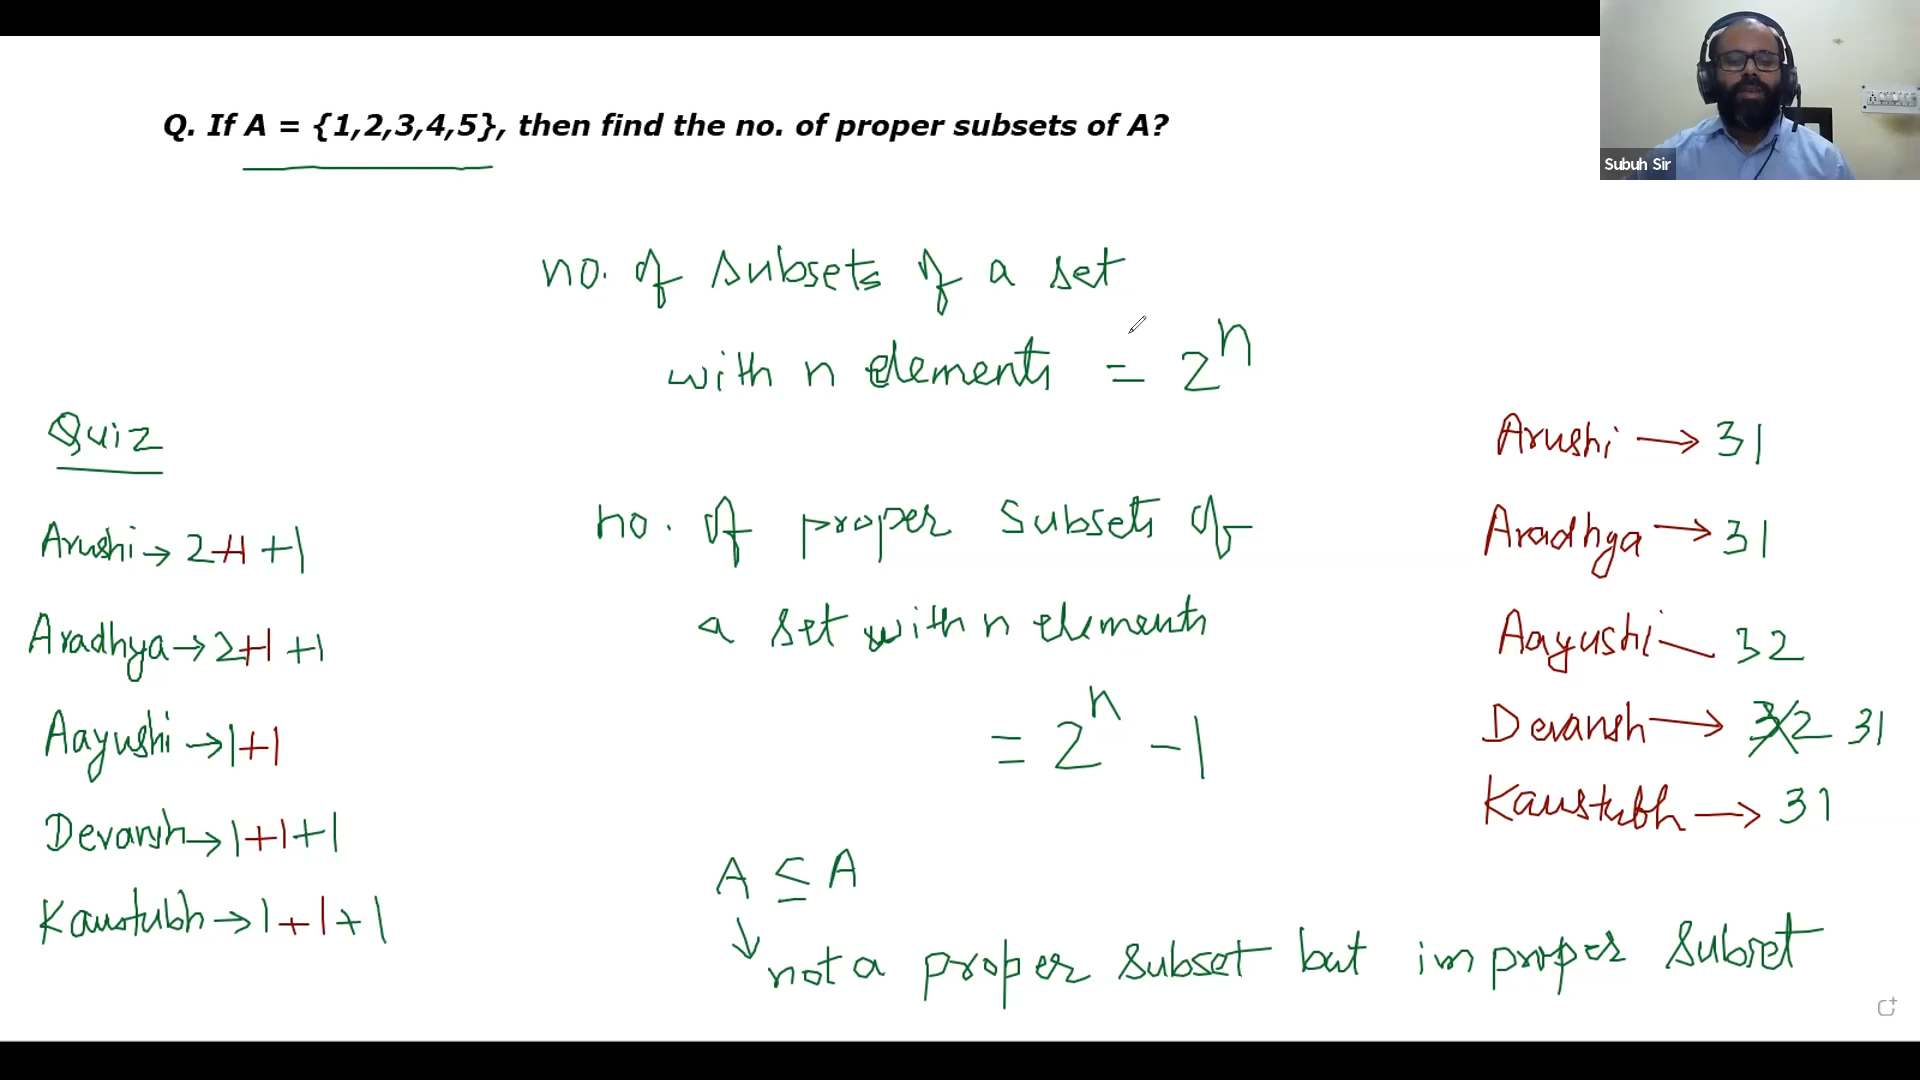 Q. If A = {1,2,3,4,5}, then find the no. of proper subsets of A?
Subuh Sir
no. of subsets of a set
with n elements = 2^n
Quiz
Arushi → 2+1 +1
Aradhya → 2+1 +1
Aayushi → 1+1
Devansh → 1+1+1
Kaustubh → 1+1+1
no. of proper subsets of
a set with n elements
= 2^n - 1
A ⊆ A
↓
not a proper subset but improper subset
Arushi → 31
Aradhya → 31
Aayushi — 32
Devansh → 32 31
Kaustubh → 31